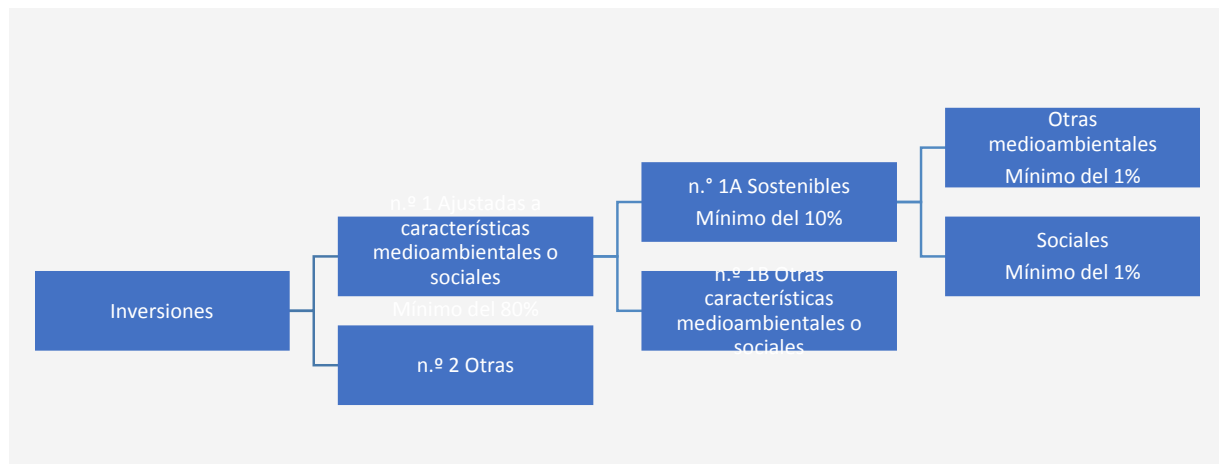 Inversiones
n.º 1 Ajustadas a
características
medioambientales o
sociales
Mínimo del 80%
n.º 2 Otras
n.° 1A Sostenibles
Mínimo del 10%
n.º 1B Otras
características
medioambientales o
sociales
Otras
medioambientales
Mínimo del 1%
Sociales
Mínimo del 1%